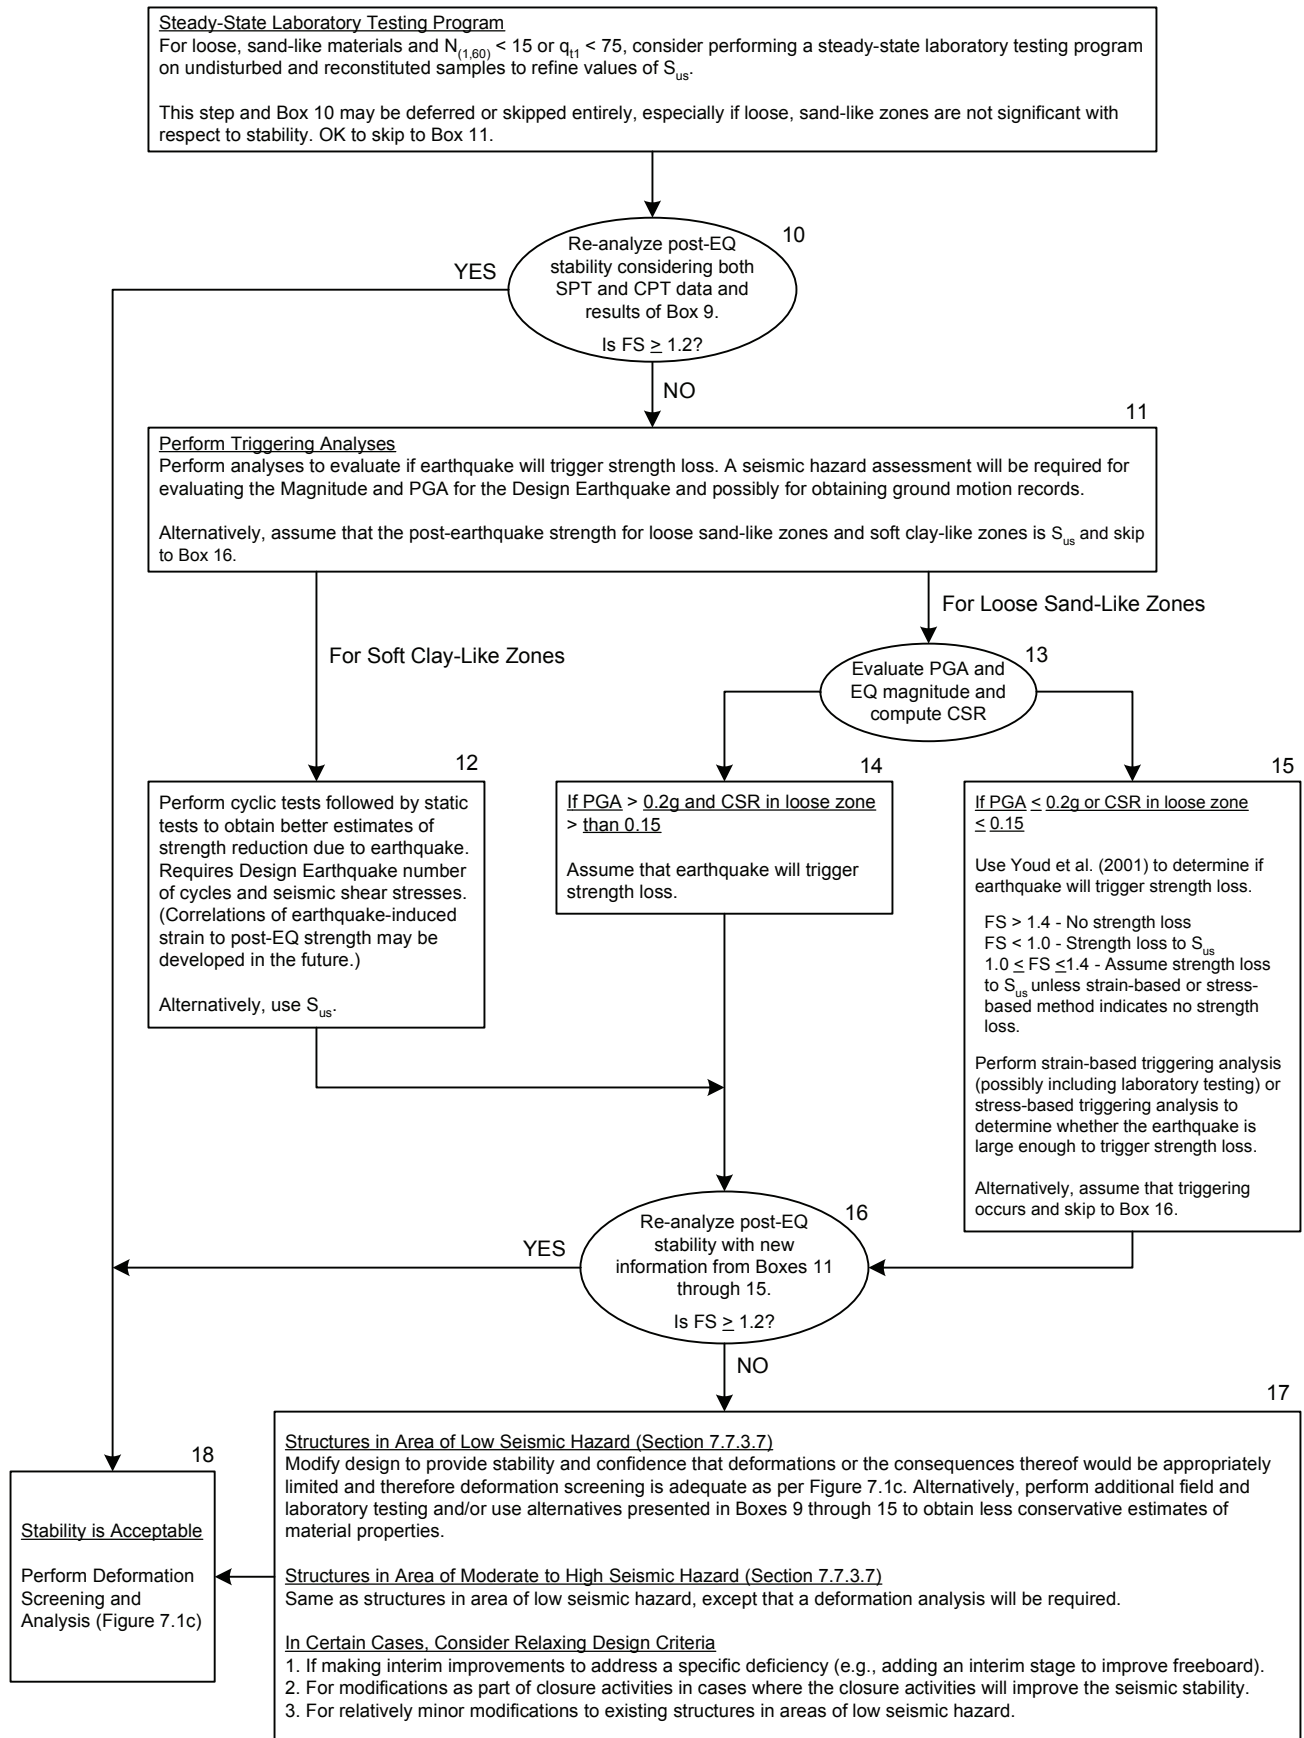 Steady-State Laboratory Testing Program
For loose, sand-like materials and N(1,60) < 15 or qt1 < 75, consider performing a steady-state laboratory testing program
on undisturbed and reconstituted samples to refine values of Sus.
This step and Box 10 may be deferred or skipped entirely, especially if loose, sand-like zones are not significant with
respect to stability. OK to skip to Box 11.
10
Re-analyze post-EQ
stability considering both
SPT and CPT data and
results of Box 9.
Is FS ≥ 1.2?
YES
NO
11
Perform Triggering Analyses
Perform analyses to evaluate if earthquake will trigger strength loss. A seismic hazard assessment will be required for
evaluating the Magnitude and PGA for the Design Earthquake and possibly for obtaining ground motion records.
Alternatively, assume that the post-earthquake strength for loose sand-like zones and soft clay-like zones is Sus and skip
to Box 16.
For Soft Clay-Like Zones
For Loose Sand-Like Zones
13
Evaluate PGA and
EQ magnitude and
compute CSR
12
Perform cyclic tests followed by static
tests to obtain better estimates of
strength reduction due to earthquake.
Requires Design Earthquake number
of cycles and seismic shear stresses.
(Correlations of earthquake-induced
strain to post-EQ strength may be
developed in the future.)
Alternatively, use Sus.
14
If PGA > 0.2g and CSR in loose zone
> than 0.15
Assume that earthquake will trigger
strength loss.
15
If PGA ≤ 0.2g or CSR in loose zone
≤ 0.15
Use Youd et al. (2001) to determine if
earthquake will trigger strength loss.
FS > 1.4 - No strength loss
FS < 1.0 - Strength loss to Sus
1.0 ≤ FS ≤1.4 - Assume strength loss
to Sus unless strain-based or stress-
based method indicates no strength
loss.
Perform strain-based triggering analysis
(possibly including laboratory testing) or
stress-based triggering analysis to
determine whether the earthquake is
large enough to trigger strength loss.
Alternatively, assume that triggering
occurs and skip to Box 16.
16
Re-analyze post-EQ
stability with new
information from Boxes 11
through 15.
Is FS ≥ 1.2?
YES
NO
17
Structures in Area of Low Seismic Hazard (Section 7.7.3.7)
Modify design to provide stability and confidence that deformations or the consequences thereof would be appropriately
limited and therefore deformation screening is adequate as per Figure 7.1c. Alternatively, perform additional field and
laboratory testing and/or use alternatives presented in Boxes 9 through 15 to obtain less conservative estimates of
material properties.
Structures in Area of Moderate to High Seismic Hazard (Section 7.7.3.7)
Same as structures in area of low seismic hazard, except that a deformation analysis will be required.
In Certain Cases, Consider Relaxing Design Criteria
1. If making interim improvements to address a specific deficiency (e.g., adding an interim stage to improve freeboard).
2. For modifications as part of closure activities in cases where the closure activities will improve the seismic stability.
3. For relatively minor modifications to existing structures in areas of low seismic hazard.
18
Stability is Acceptable
Perform Deformation
Screening and
Analysis (Figure 7.1c)